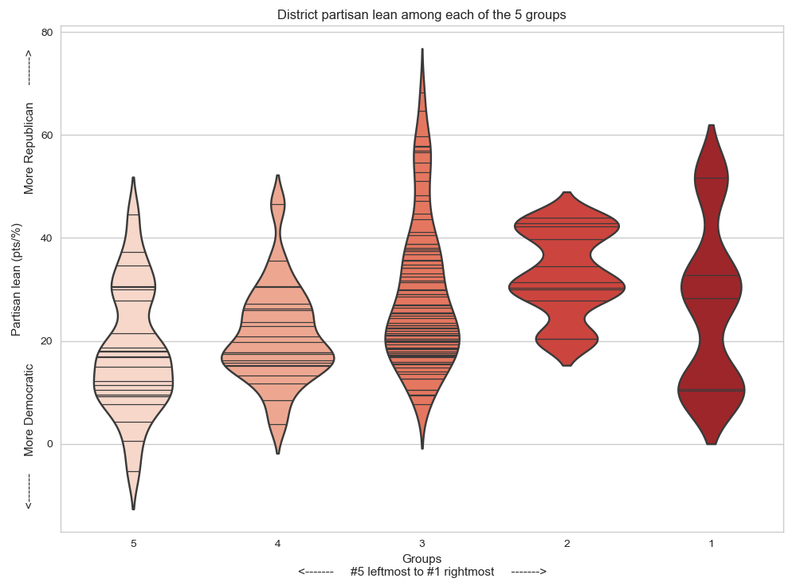 District partisan lean among each of the 5 groups
80
60
40
20
0
<------- More Democratic Partisan lean (pts/%) More Republican ------->
5 4 3 2 1
Groups
<------- #5 leftmost to #1 rightmost ------->